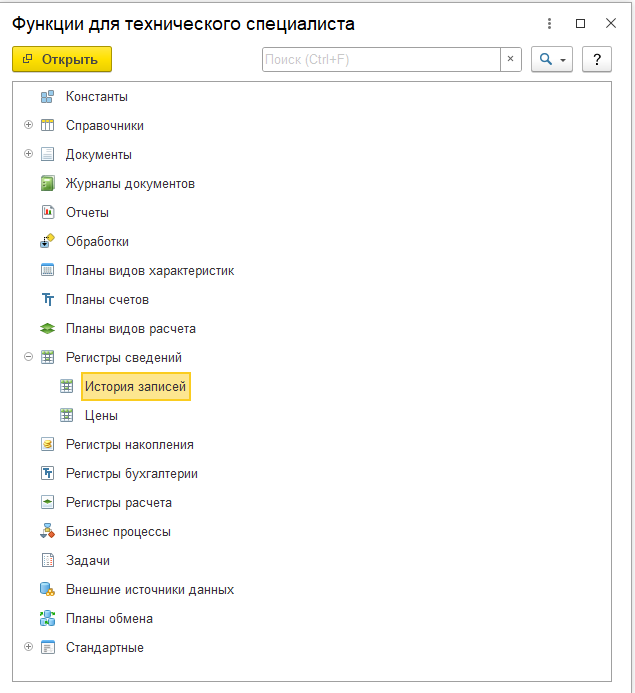 Функции для технического специалиста
Открыть
Поиск (Ctrl+F)
×
?
Константы
Справочники
Документы
Журналы документов
Отчеты
Обработки
Планы видов характеристик
Планы счетов
Планы видов расчета
Регистры сведений
История записей
Цены
Регистры накопления
Регистры бухгалтерии
Регистры расчета
Бизнес процессы
Задачи
Внешние источники данных
Планы обмена
Стандартные